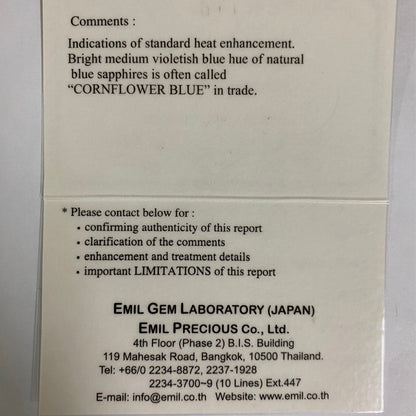 Comments :
Indications of standard heat enhancement.
Bright medium violetish blue hue of natural
blue sapphires is often called
“CORNFLOWER BLUE” in trade.
* Please contact below for :
• confirming authenticity of this report
• clarification of the comments
• enhancement and treatment details
• important LIMITATIONS of this report
EMIL GEM LABORATORY (JAPAN)
EMIL PRECIOUS CO., LTD.
4th Floor (Phase 2) B.I.S. Building
119 Mahesak Road, Bangkok, 10500 Thailand.
Tel: +66/0 2234-8872, 2237-1928
2234-3700~9 (10 Lines) Ext.447
E-mail: info@emil.co.th Website: www.emil.co.th